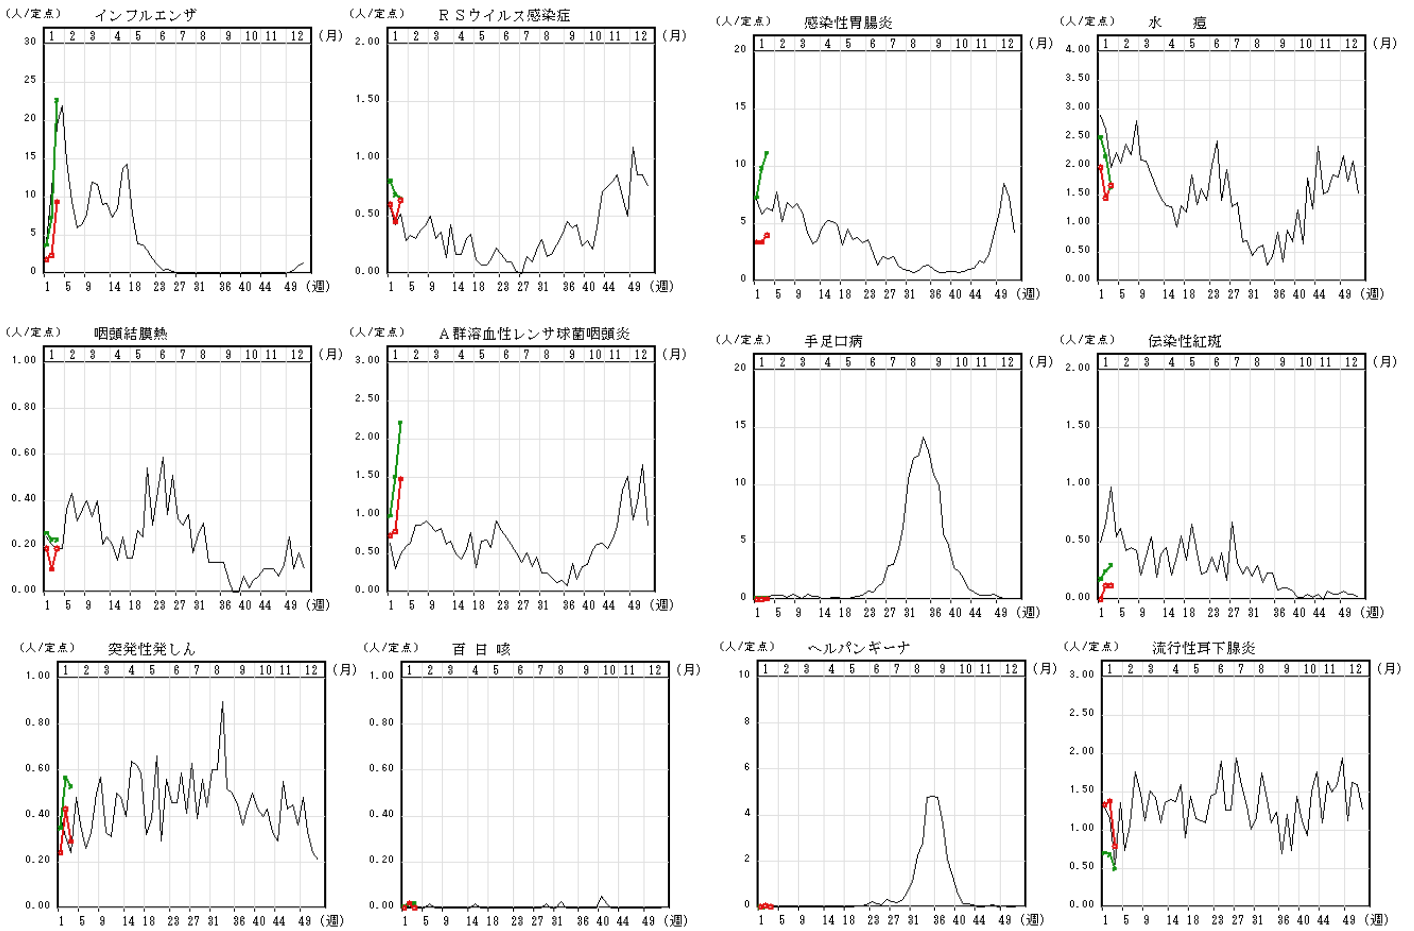 (人/定点) インフルエンザ
1 2 3 4 5 6 7 8 9 10 11 12 (月)
30
25
20
15
10
5
0
1 5 9 14 18 23 27 31 36 40 44 49 (週)
(人/定点) ＲＳウイルス感染症
1 2 3 4 5 6 7 8 9 10 11 12 (月)
2.00
1.50
1.00
0.50
0.00
1 5 9 14 18 23 27 31 36 40 44 49 (週)
(人/定点) 感染性胃腸炎
1 2 3 4 5 6 7 8 9 10 11 12 (月)
20
15
10
5
0
1 5 9 14 18 23 27 31 36 40 44 49 (週)
(人/定点) 水 痘
1 2 3 4 5 6 7 8 9 10 11 12 (月)
4.00
3.50
3.00
2.50
2.00
1.50
1.00
0.50
0.00
1 5 9 14 18 23 27 31 36 40 44 49 (週)
(人/定点) 咽頭結膜熱
1 2 3 4 5 6 7 8 9 10 11 12 (月)
1.00
0.80
0.60
0.40
0.20
0.00
1 5 9 14 18 23 27 31 36 40 44 49 (週)
(人/定点) Ａ群溶血性レンサ球菌咽頭炎
1 2 3 4 5 6 7 8 9 10 11 12 (月)
3.00
2.50
2.00
1.50
1.00
0.50
0.00
1 5 9 14 18 23 27 31 36 40 44 49 (週)
(人/定点) 手足口病
1 2 3 4 5 6 7 8 9 10 11 12 (月)
20
15
10
5
0
1 5 9 14 18 23 27 31 36 40 44 49 (週)
(人/定点) 伝染性紅斑
1 2 3 4 5 6 7 8 9 10 11 12 (月)
2.00
1.50
1.00
0.50
0.00
1 5 9 14 18 23 27 31 36 40 44 49 (週)
(人/定点) 突発性発しん
1 2 3 4 5 6 7 8 9 10 11 12 (月)
1.00
0.80
0.60
0.40
0.20
0.00
1 5 9 14 18 23 27 31 36 40 44 49 (週)
(人/定点) 百 日 咳
1 2 3 4 5 6 7 8 9 10 11 12 (月)
1.00
0.80
0.60
0.40
0.20
0.00
1 5 9 14 18 23 27 31 36 40 44 49 (週)
(人/定点) ヘルパンギーナ
1 2 3 4 5 6 7 8 9 10 11 12 (月)
10
8
6
4
2
0
1 5 9 14 18 23 27 31 36 40 44 49 (週)
(人/定点) 流行性耳下腺炎
1 2 3 4 5 6 7 8 9 10 11 12 (月)
3.00
2.50
2.00
1.50
1.00
0.50
0.00
1 5 9 14 18 23 27 31 36 40 44 49 (週)